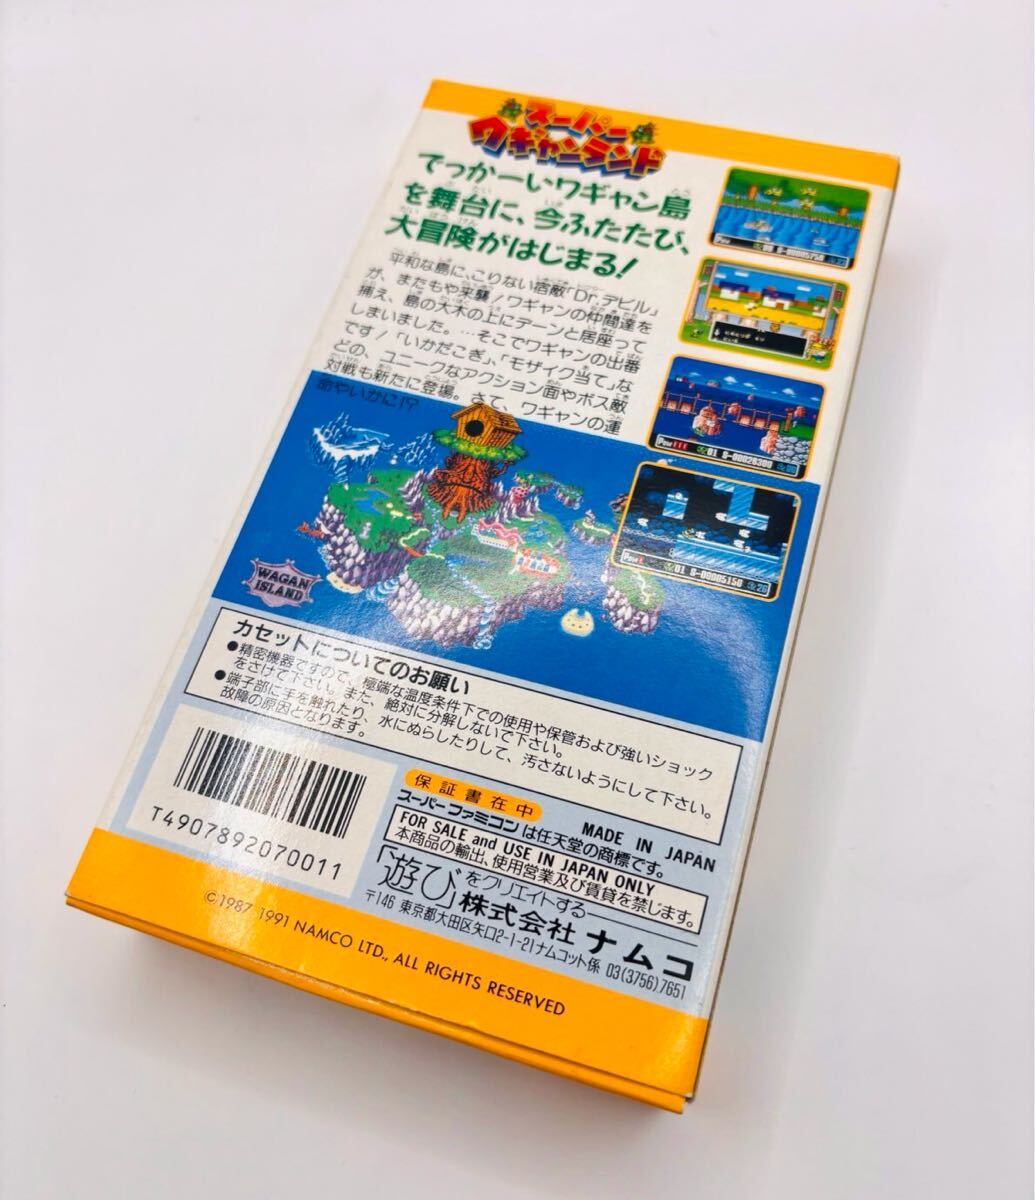 スーパー
ワギャンランド
でっかーいワギャン島
を舞台に、今ふたたび、
大冒険がはじまる!
平和な島に、こりない宿敵「Dr.デビル」
が、またもや来襲!ワギャンの仲間達を
捕え、島の大木の上にデーンと居座って
しまいました。…そこでワギャンの出番
です!「いかだこぎ」、「モザイク当て」な
どの、ユニークなアクション面やボス敵
対戦も新たに登場。さて、ワギャンの運
命やいかに!?
WAGAN
ISLAND
カセットについてのお願い
●精密機器ですので、極端な温度条件下での使用や保管および強いショック
をさけて下さい。また、絶対に分解しないで下さい。
●端子部に手を触れたり、水にぬらしたりして、汚さないようにして下さい。
故障の原因となります。
T4907892070011
保証書在中
MADE IN JAPAN
スーパーファミコンは任天堂の商標です。
FOR SALE and USE IN JAPAN ONLY
本商品の輸出、使用営業及び賃貸を禁じます。
「遊び」をクリエイトする
株式会社ナムコ
〒146 東京都大田区矢口2-1-21ナムコット係 03(3756)7651
©1987 1991 NAMCO LTD., ALL RIGHTS RESERVED